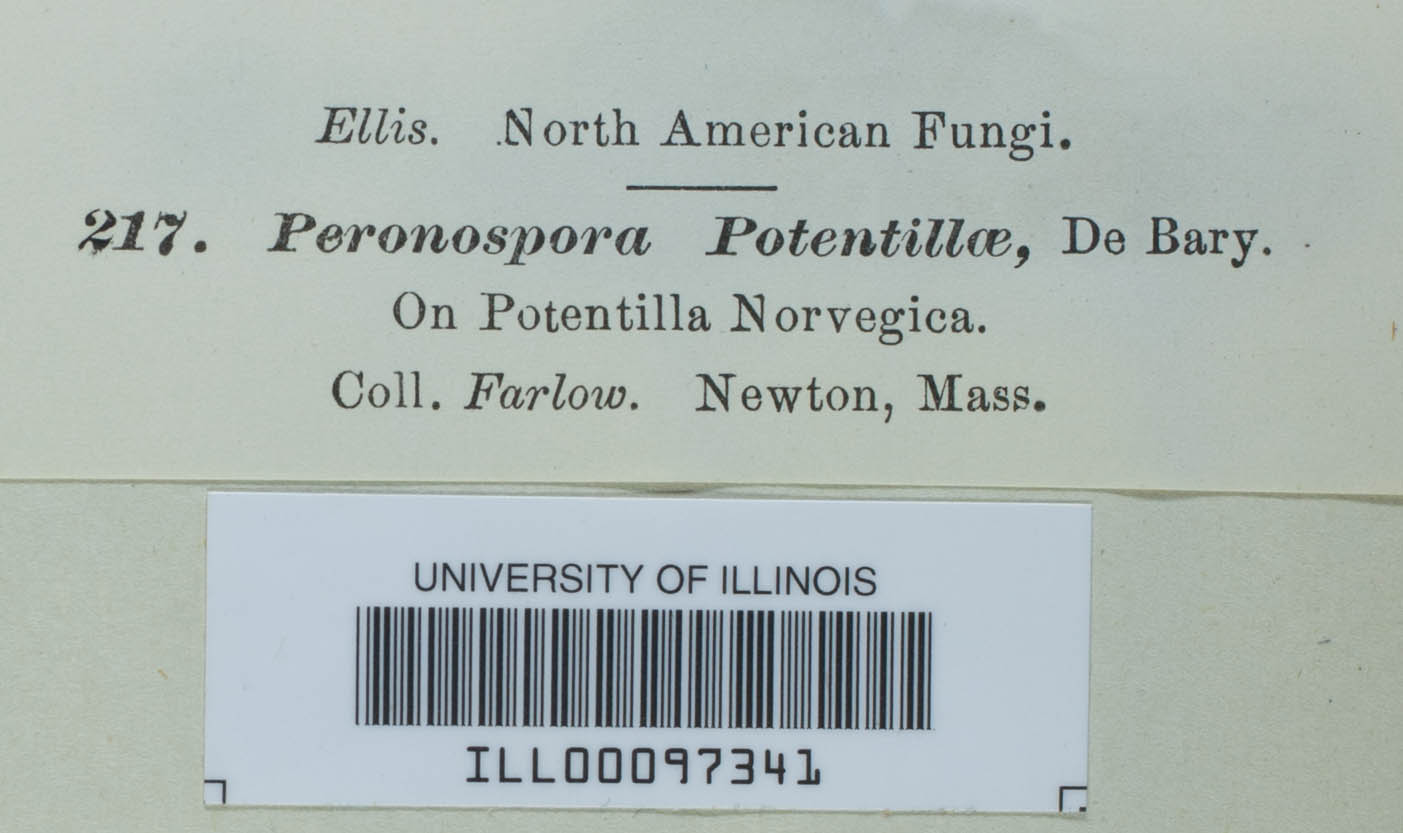 Ellis. North American Fungi.
217. Peronospora Potentillæ, De Bary.
On Potentilla Norvegica.
Coll. Farlow. Newton, Mass.
UNIVERSITY OF ILLINOIS
ILL00097341